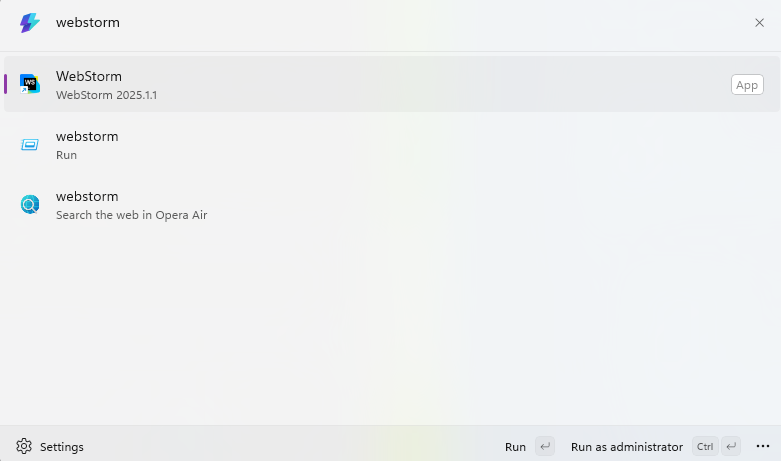 webstorm
WS
WebStorm
WebStorm 2025.1.1
App
webstorm
Run
webstorm
Search the web in Opera Air
Settings
Run
Run as administrator
Ctrl